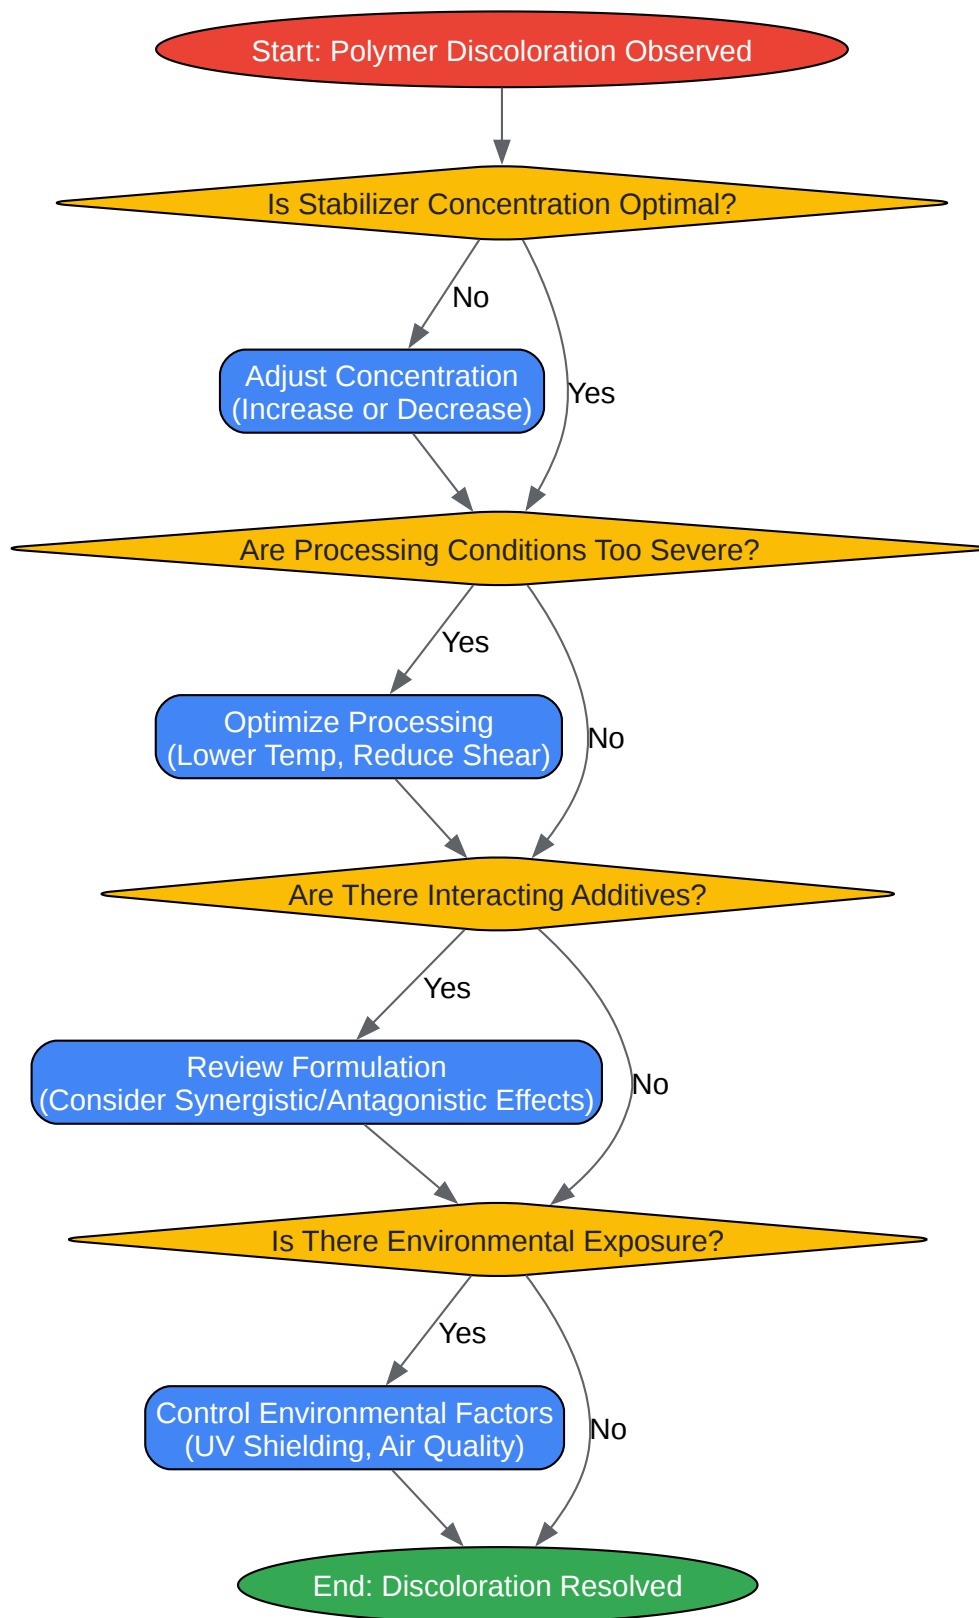 Start: Polymer Discoloration Observed
Is Stabilizer Concentration Optimal?
No
Adjust Concentration
(Increase or Decrease)
Yes
Are Processing Conditions Too Severe?
Yes
Optimize Processing
(Lower Temp, Reduce Shear)
No
Are There Interacting Additives?
Yes
Review Formulation
(Consider Synergistic/Antagonistic Effects)
No
Is There Environmental Exposure?
Yes
Control Environmental Factors
(UV Shielding, Air Quality)
No
End: Discoloration Resolved